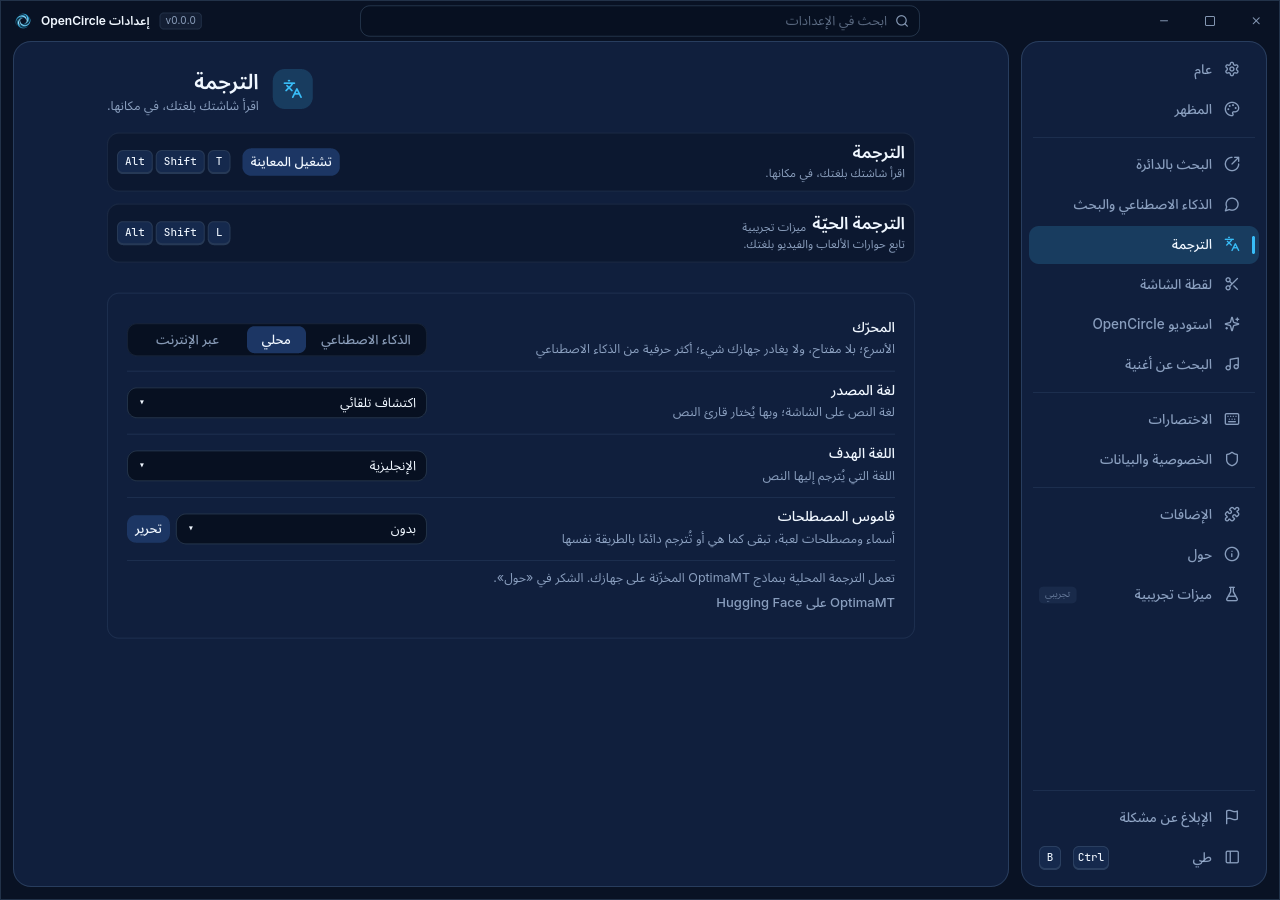 إعدادات OpenCircle
v0.0.0
ابحث في الإعدادات
عام
المظهر
البحث بالدائرة
الذكاء الاصطناعي والبحث
الترجمة
لقطة الشاشة
استوديو OpenCircle
البحث عن أغنية
الاختصارات
الخصوصية والبيانات
الإضافات
حول
ميزات تجريبية
تجريبي
الإبلاغ عن مشكلة
طي
Ctrl B
الترجمة
اقرأ شاشتك بلغتك، في مكانها.
الترجمة
اقرأ شاشتك بلغتك، في مكانها.
تشغيل المعاينة
Alt Shift T
الترجمة الحيّة ميزات تجريبية
تابع حوارات الألعاب والفيديو بلغتك.
Alt Shift L
المحرّك
الأسرع؛ بلا مفتاح، ولا يغادر جهازك شيء؛ أكثر حرفية من الذكاء الاصطناعي
الذكاء الاصطناعي
محلي
عبر الإنترنت
لغة المصدر
لغة النص على الشاشة؛ وبها يُختار قارئ النص
اكتشاف تلقائي
اللغة الهدف
اللغة التي يُترجم إليها النص
الإنجليزية
قاموس المصطلحات
أسماء ومصطلحات لعبة، تبقى كما هي أو تُترجم دائمًا بالطريقة نفسها
بدون
تحرير
تعمل الترجمة المحلية بنماذج OptimaMT المخزّنة على جهازك. الشكر في «حول».
OptimaMT على Hugging Face